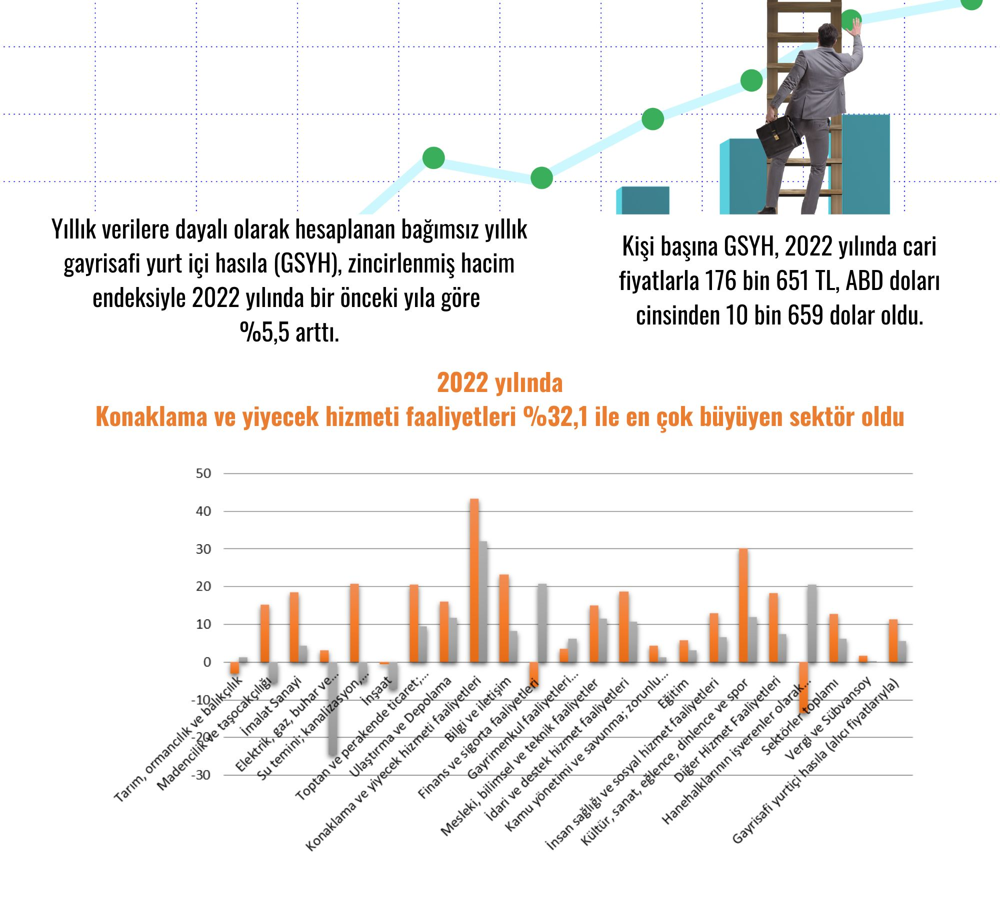 Yıllık verilere dayalı olarak hesaplanan bağımsız yıllık
gayrisafi yurt içi hasıla (GSYH), zincirlenmiş hacim
endeksiyle 2022 yılında bir önceki yıla göre
%5,5 arttı.
Kişi başına GSYH, 2022 yılında cari
fiyatlarla 176 bin 651 TL, ABD doları
cinsinden 10 bin 659 dolar oldu.
2022 yılında
Konaklama ve yiyecek hizmeti faaliyetleri %32,1 ile en çok büyüyen sektör oldu
50
40
30
20
10
0
-10
-20
-30
Tarım, ormancılık ve balıkçılık
Madencilik ve taşocakçılığı
İmalat Sanayi
Elektrik, gaz, buhar ve...
Su temini; kanalizasyon,...
İnşaat
Toptan ve perakende ticaret;...
Ulaştırma ve Depolama
Konaklama ve yiyecek hizmeti faaliyetleri
Bilgi ve iletişim
Finans ve sigorta faaliyetleri
Gayrimenkul faaliyetleri...
Mesleki, bilimsel ve teknik faaliyetler
İdari ve destek hizmet faaliyetleri
Kamu yönetimi ve savunma; zorunlu...
Eğitim
İnsan sağlığı ve sosyal hizmet faaliyetleri
Kültür, sanat, eğlence, dinlence ve spor
Diğer Hizmet Faaliyetleri
Hanehalklarının işverenler olarak...
Sektörler toplamı
Vergi ve Sübvansoy
Gayrisafi yurtiçi hasıla (alıcı fiyatlarıyla)